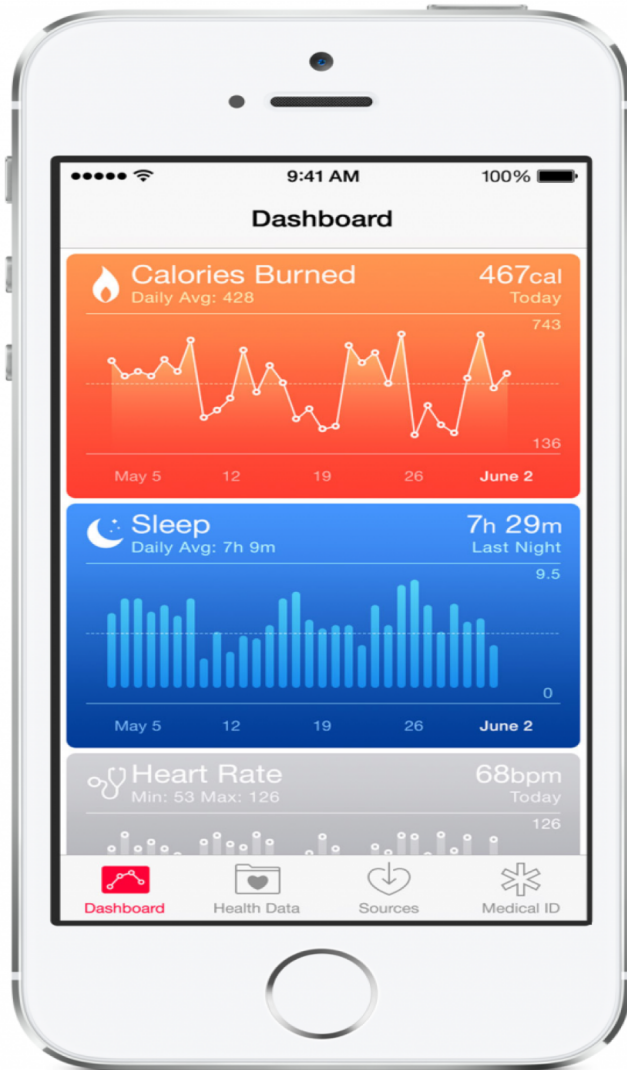 9:41 AM 100%
Dashboard
Calories Burned 467cal
Daily Avg: 428 Today
743
136
May 5 12 19 26 June 2
Sleep 7h 29m
Daily Avg: 7h 9m Last Night
9.5
0
May 5 12 19 26 June 2
Heart Rate 68bpm
Min: 53 Max: 126 Today
126
Dashboard Health Data Sources Medical ID